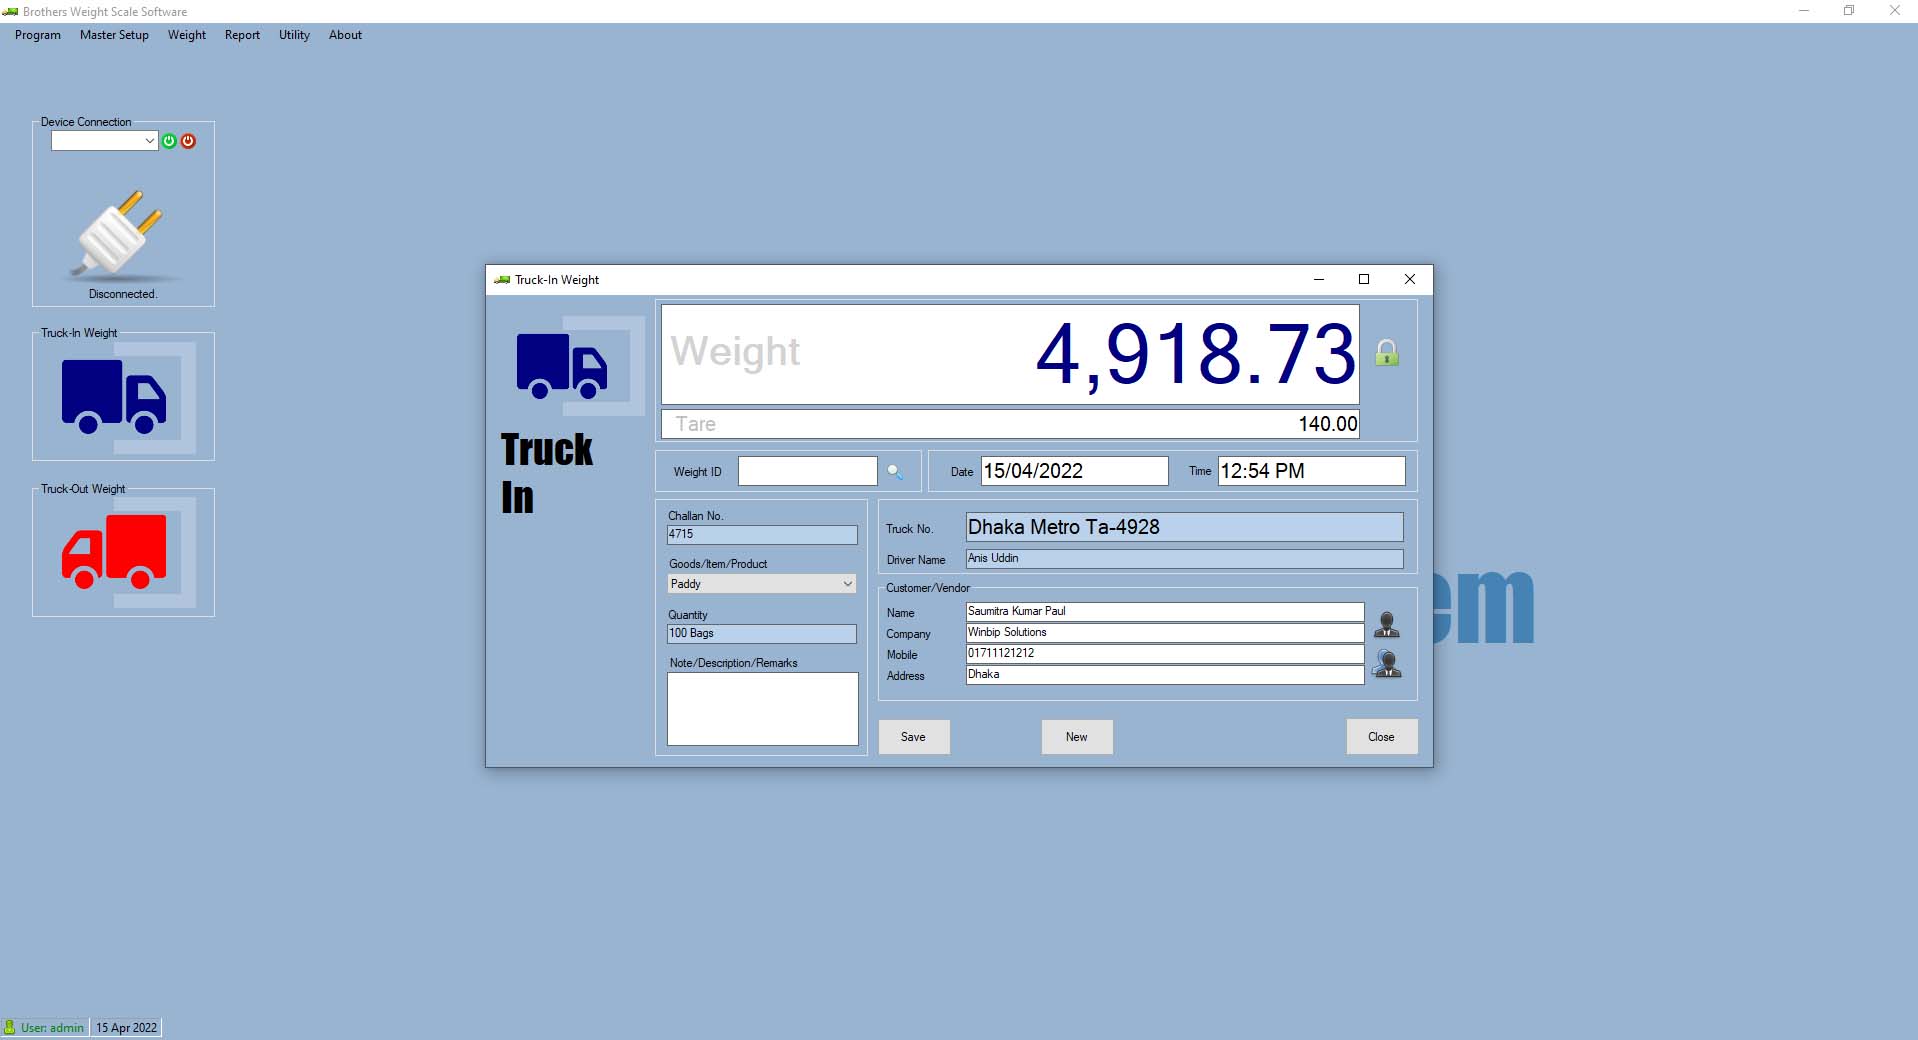 Brothers Weight Scale Software
Program Master Setup Weight Report Utility About
Device Connection
Disconnected.
Truck-In Weight
Truck-Out Weight
Truck-In Weight
Truck
In
Weight 4,918.73
Tare 140.00
Weight ID
Date 15/04/2022 Time 12:54 PM
Challan No.
4715
Goods/Item/Product
Paddy
Quantity
100 Bags
Note/Description/Remarks
Truck No. Dhaka Metro Ta-4928
Driver Name Anis Uddin
Customer/Vendor
Name Saumitra Kumar Paul
Company Winbip Solutions
Mobile 01711121212
Address Dhaka
Save New Close
em
User: admin 15 Apr 2022